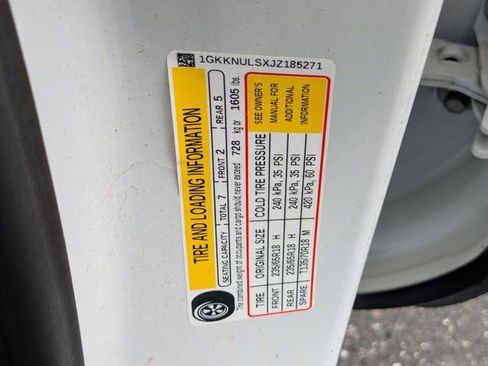 1GKKNULSXJZ185271
TIRE AND LOADING INFORMATION
SEATING CAPACITY TOTAL 7 FRONT 2 REAR 5
The combined weight of occupants and cargo should never exceed 728 kg or 1605 lbs.
TIRE ORIGINAL SIZE COLD TIRE PRESSURE
FRONT 235/65R18 H 240 kPa, 35 PSI
REAR 235/65R18 H 240 kPa, 35 PSI
SPARE T135/70R18 M 420 kPa, 60 PSI
SEE OWNER'S
MANUAL FOR
ADDITIONAL
INFORMATION